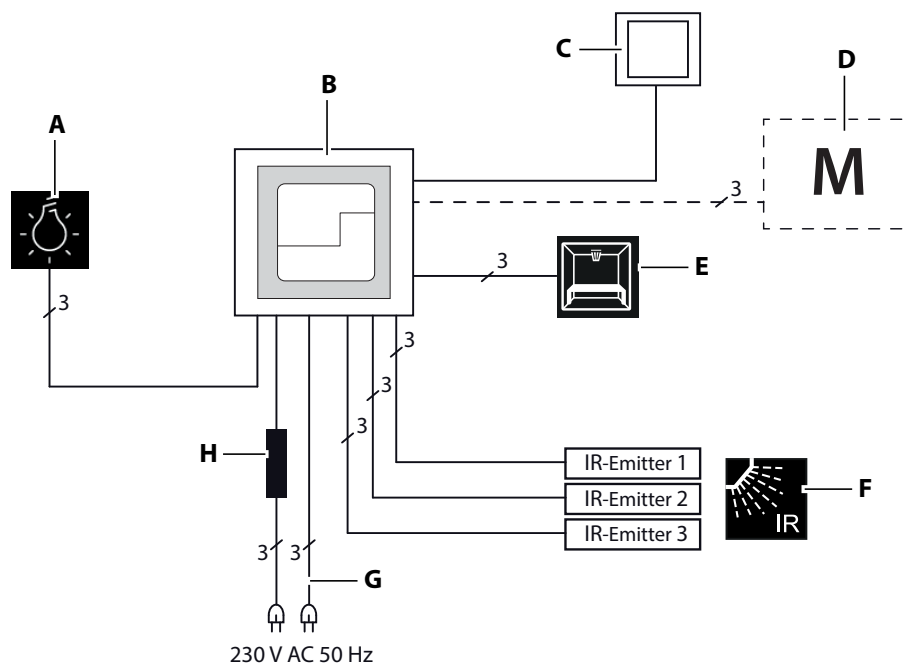 C
D
B
A
M
3
3
E
3
3
3
3
H
IR-Emitter 1
IR-Emitter 2
IR-Emitter 3
F
IR
3
3
G
230 V AC 50 Hz